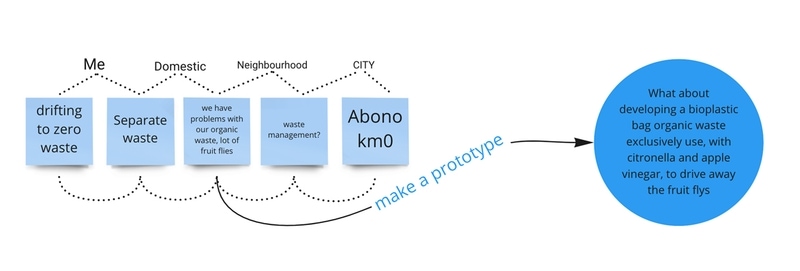 Me
Domestic
Neighbourhood
CITY
drifting
to zero
waste
Separate
waste
we have
problems with
our organic
waste, lot of
fruit flies
waste
management?
Abono
km0
make a prototype
What about
developing a bioplastic
bag organic waste
exclusively use, with
citronella and apple
vinegar, to drive away
the fruit flys